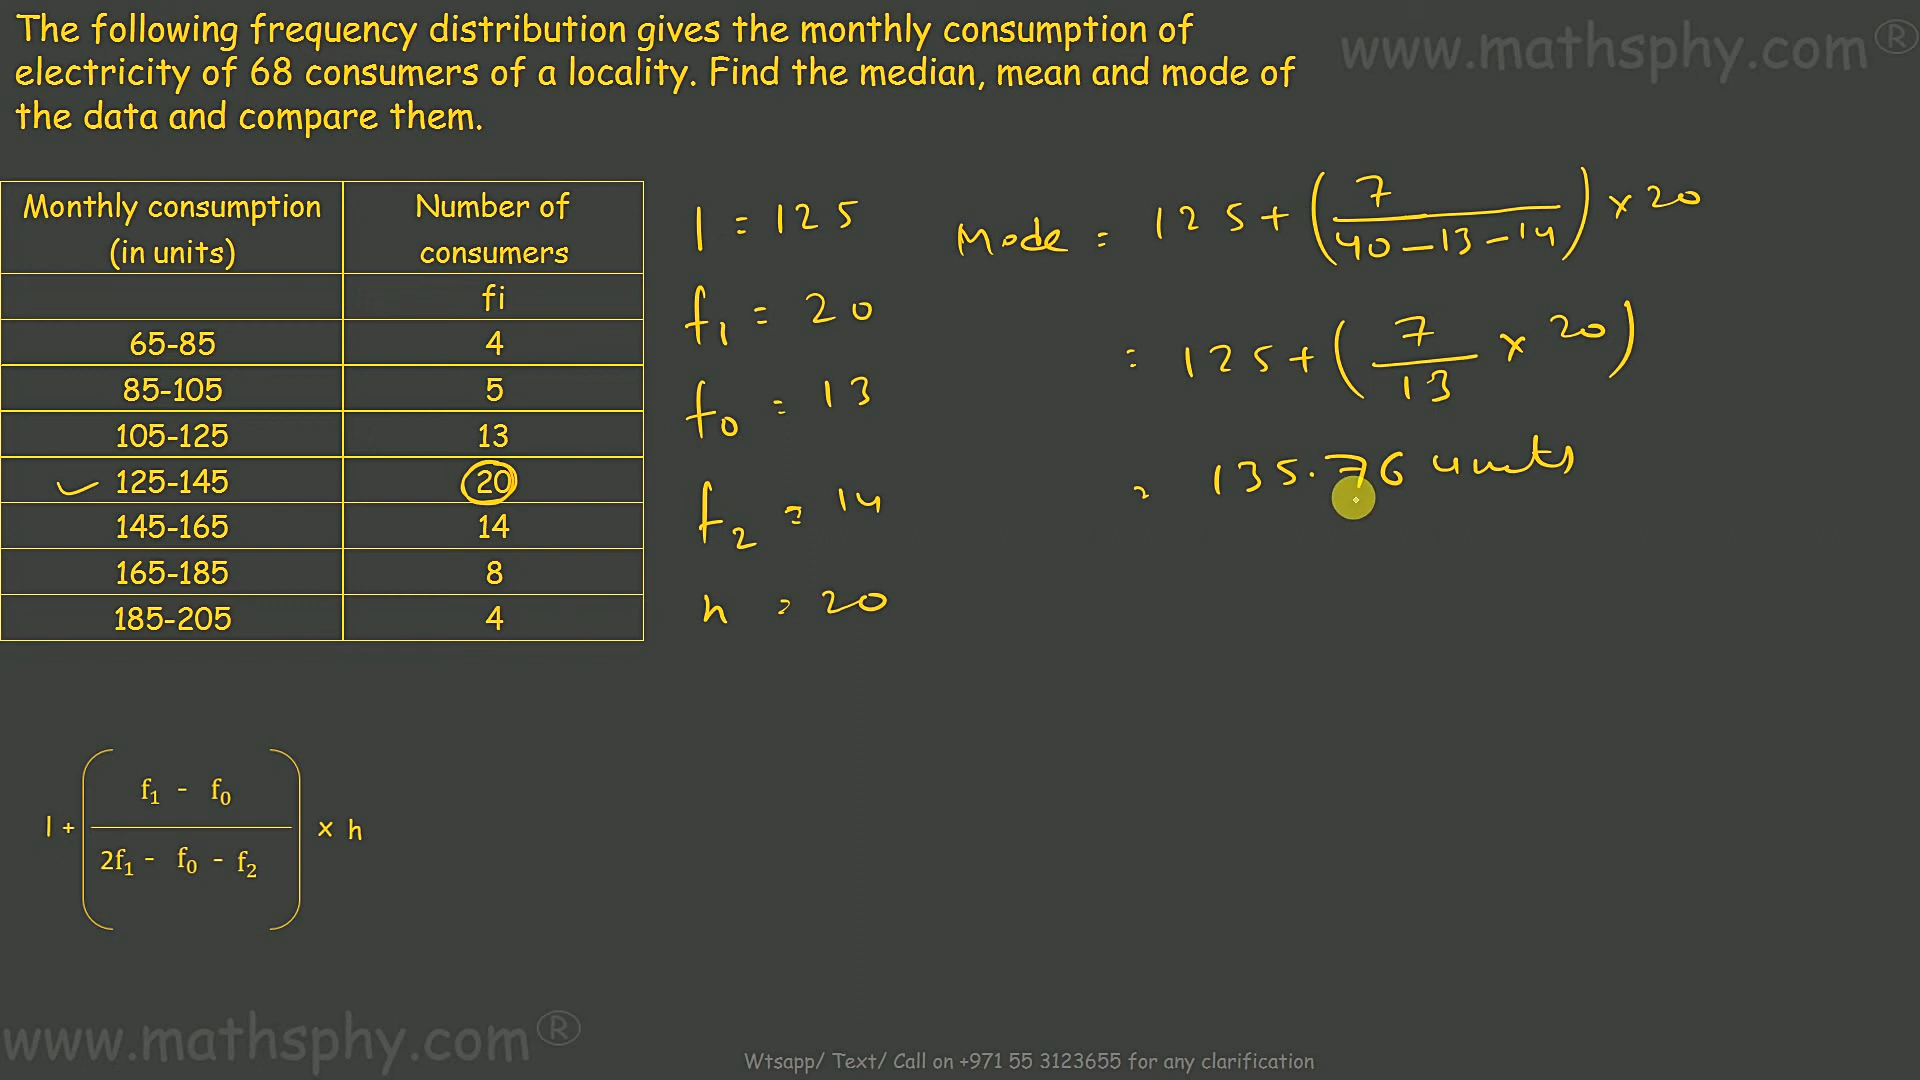 The following frequency distribution gives the monthly consumption of
electricity of 68 consumers of a locality. Find the median, mean and mode of
the data and compare them.
www.mathsphy.com®
Monthly consumption (in units) Number of consumers
fi
65-85 4
85-105 5
105-125 13
125-145 20
145-165 14
165-185 8
185-205 4
l = 125
f₁ = 20
f₀ = 13
f₂ = 14
h = 20
Mode = 125 + (7 / (40 - 13 - 14)) × 20
= 125 + (7/13 × 20)
= 135.76 units
l + (f₁ - f₀ / 2f₁ - f₀ - f₂) x h
www.mathsphy.com®
Wtsapp/ Text/ Call on +971 55 3123655 for any clarification